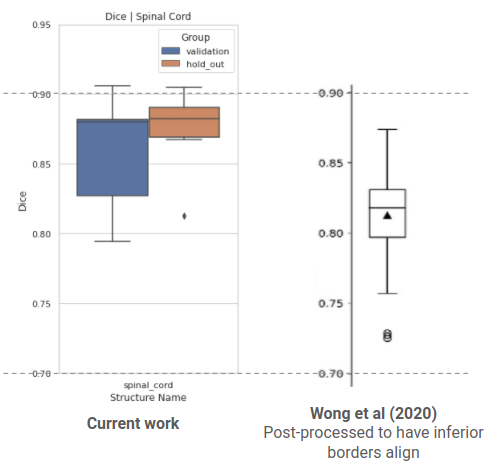 Dice | Spinal Cord
0.95
Group
validation
hold_out
0.90
0.85
Dice
0.80
0.75
0.70
spinal_cord
Structure Name
Current work
0.90
0.85
0.80
0.75
0.70
Wong et al (2020)
Post-processed to have inferior
borders align